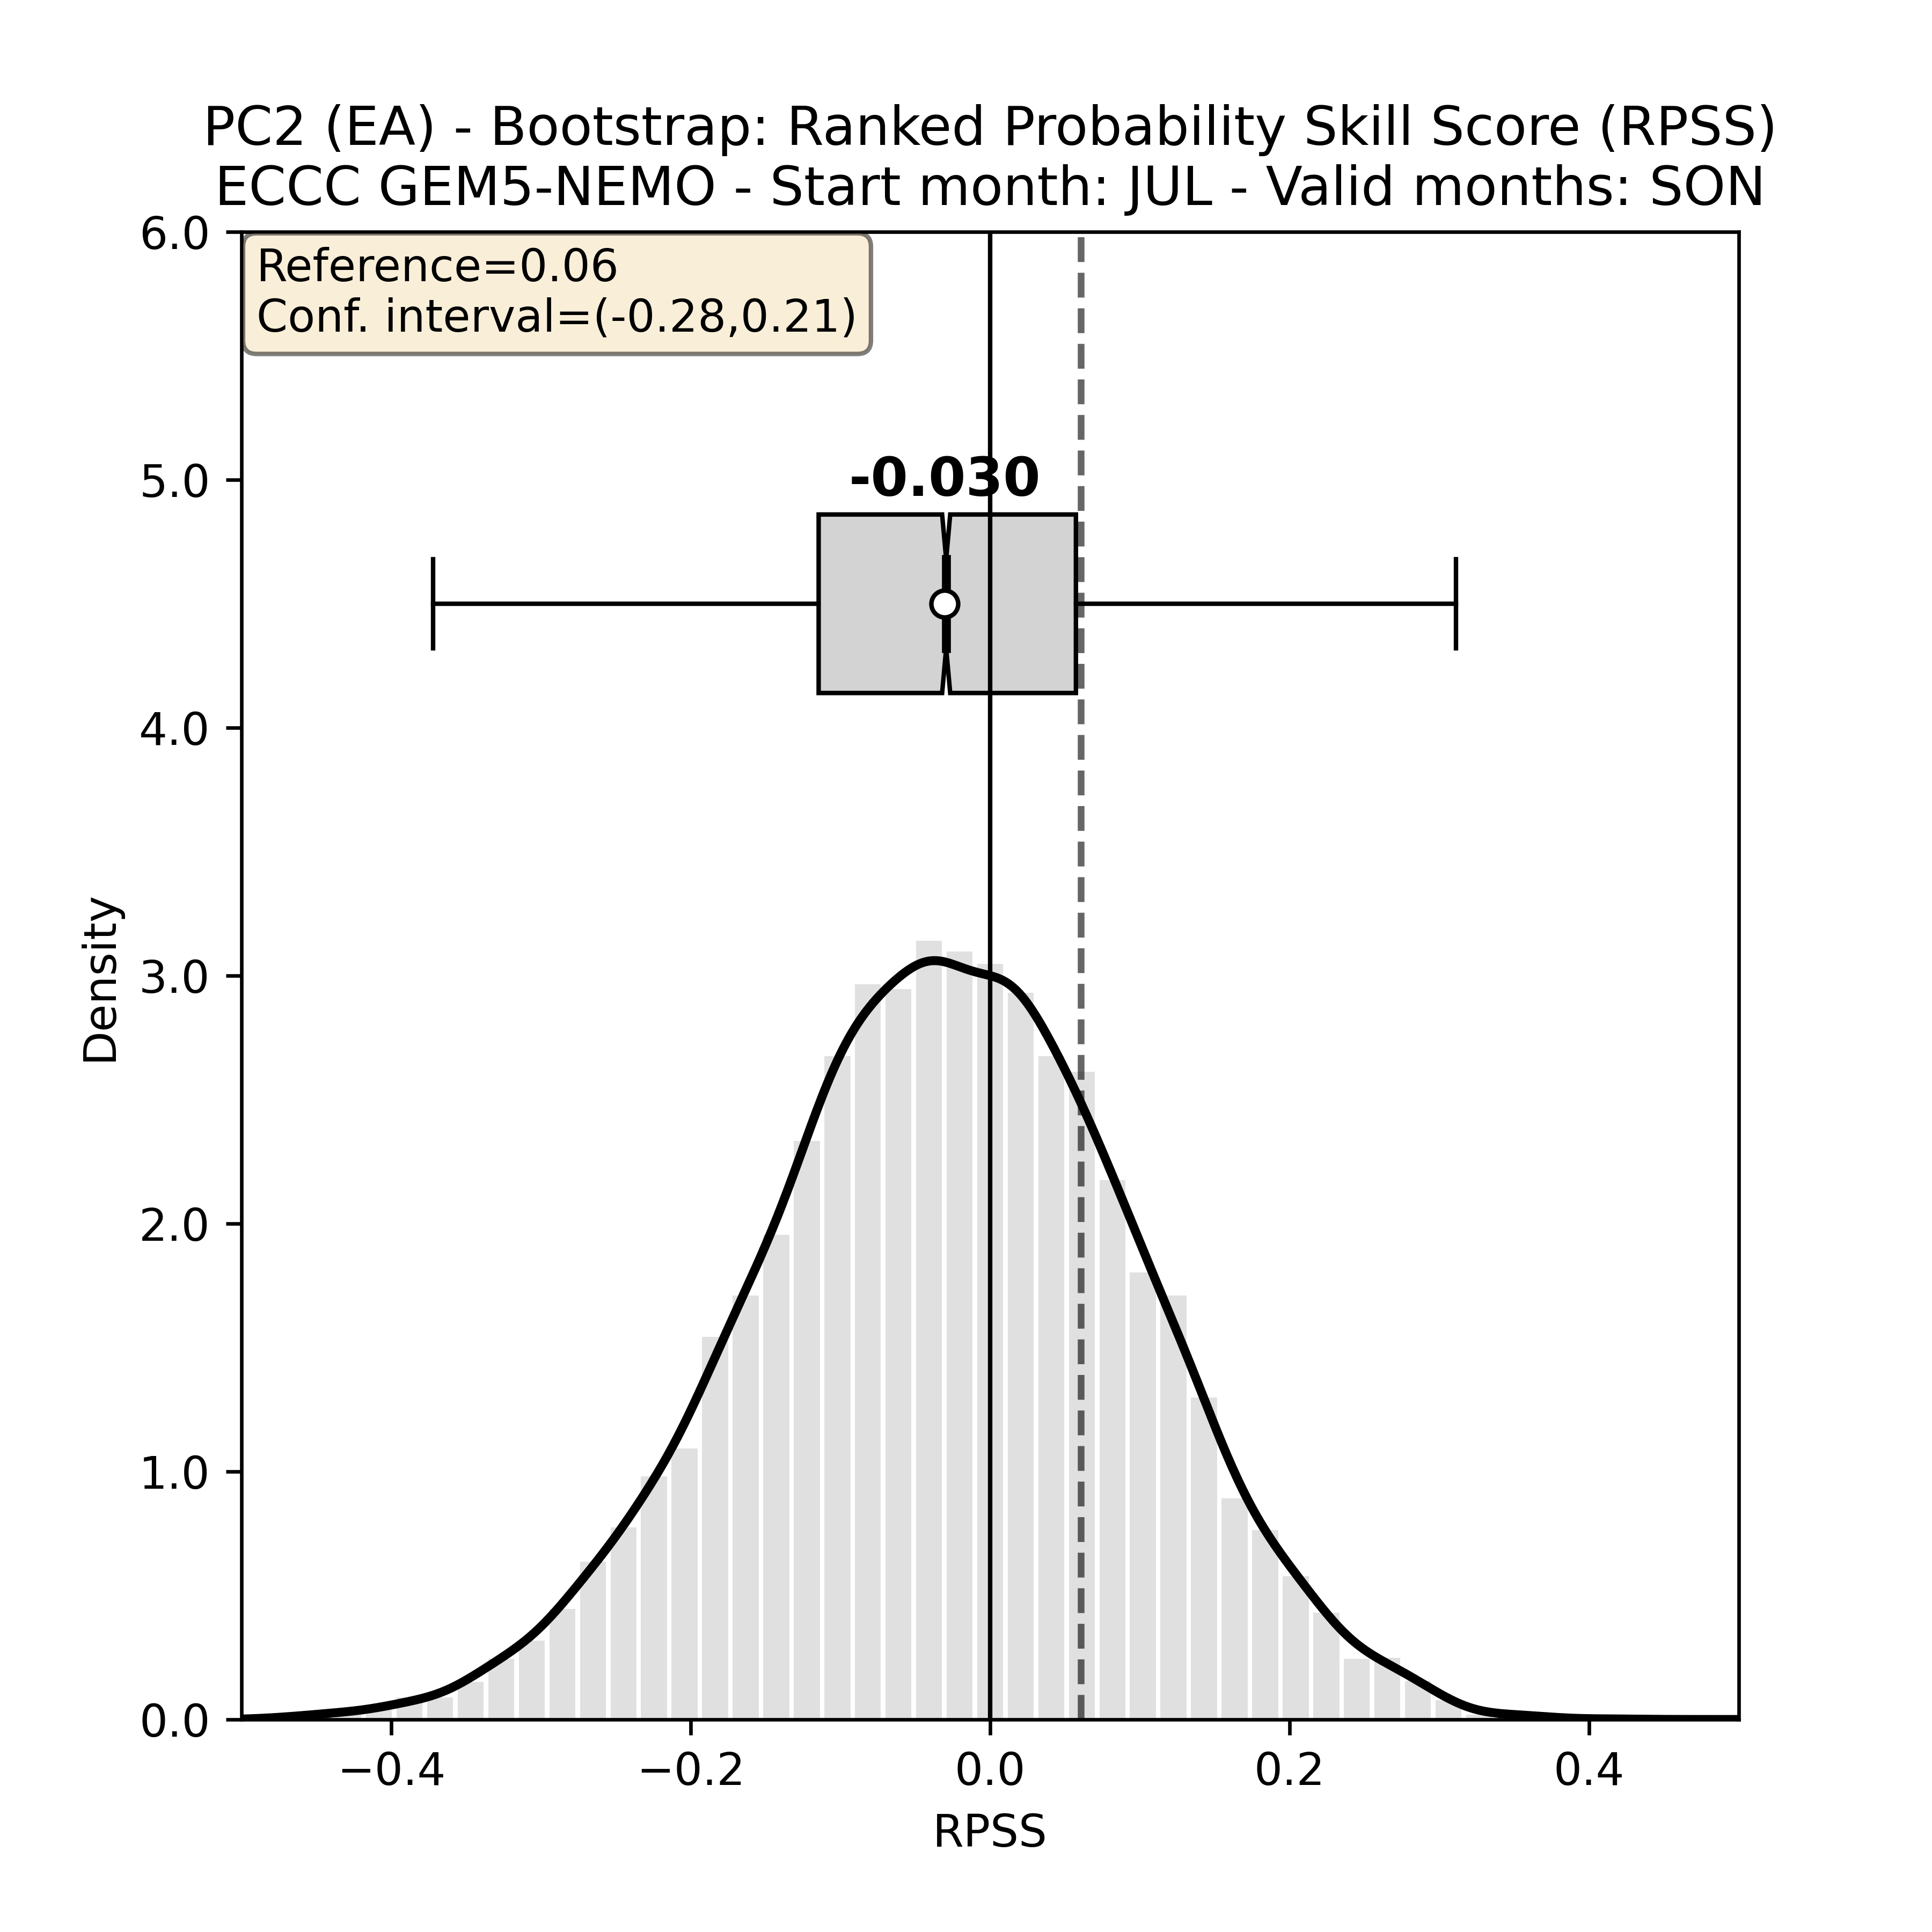 PC2 (EA) - Bootstrap: Ranked Probability Skill Score (RPSS)
ECCC GEM5-NEMO - Start month: JUL - Valid months: SON
Reference=0.06
Conf. interval=(-0.28,0.21)
-0.030
6.0
5.0
4.0
3.0
2.0
1.0
0.0
Density
−0.4
−0.2
0.0
0.2
0.4
RPSS